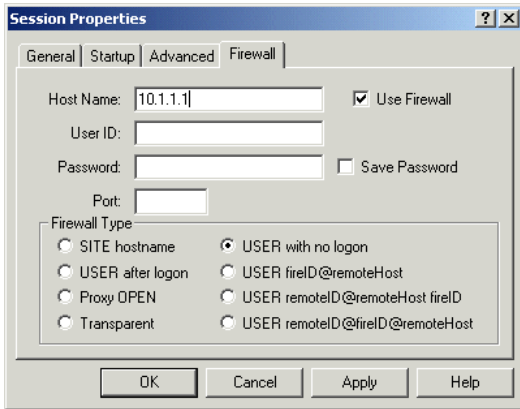 Session Properties
General Startup Advanced Firewall
Host Name: 10.1.1.1 Use Firewall
User ID:
Password: Save Password
Port:
Firewall Type
SITE hostname USER with no logon
USER after logon USER fireID@remoteHost
Proxy OPEN USER remoteID@remoteHost fireID
Transparent USER remoteID@fireID@remoteHost
OK Cancel Apply Help